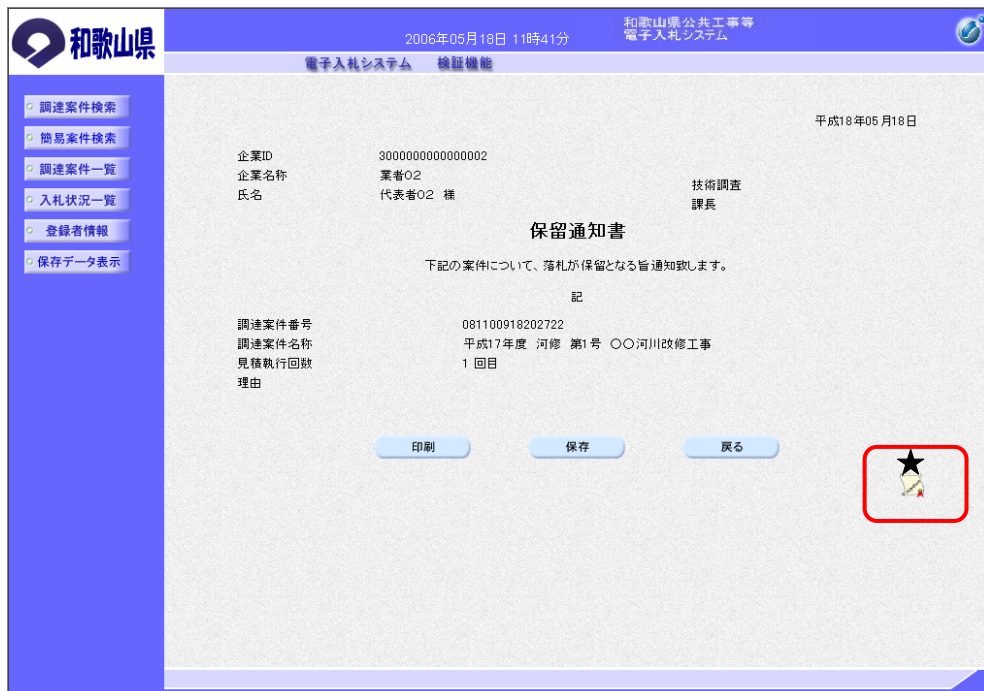 和歌山県
2006年05月18日 11時41分
和歌山県公共工事等
電子入札システム
電子入札システム 検証機能
調達案件検索
簡易案件検索
調達案件一覧
入札状況一覧
登録者情報
保存データ表示
平成18年05月18日
企業ID 3000000000000002
企業名称 業者02
氏名 代表者02 様
技術調査
課長
保留通知書
下記の案件について、落札が保留となる旨通知致します。
記
調達案件番号 081100918202722
調達案件名称 平成17年度 河修 第1号 〇〇河川改修工事
見積執行回数 1 回目
理由
印刷 保存 戻る